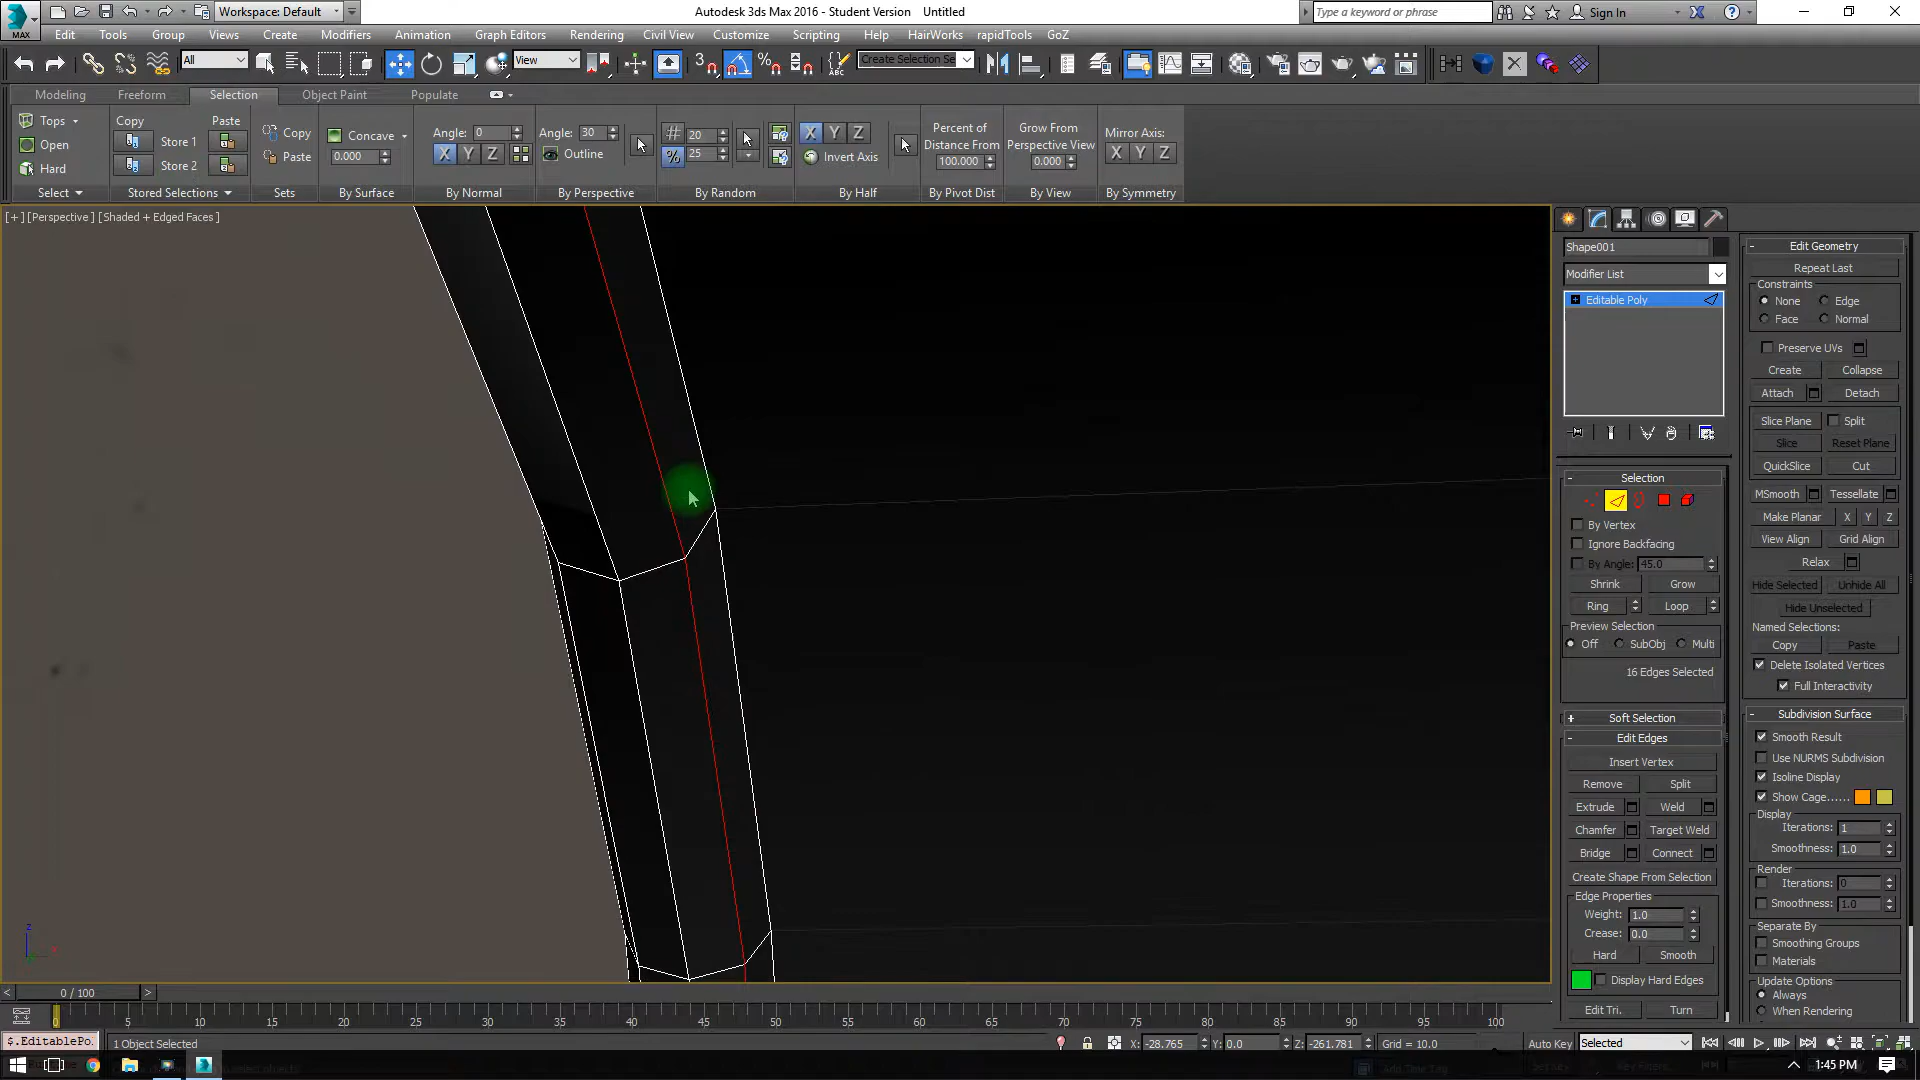 MAX
Workspace: Default
Autodesk 3ds Max 2016 - Student Version Untitled
Type a keyword or phrase
Sign In
Edit Tools Group Views Create Modifiers Animation Graph Editors Rendering Civil View Customize Scripting Help HairWorks rapidTools GoZ
All
View
3
ABC
Create Selection Se
Modeling Freeform Selection Object Paint Populate
Tops Copy Paste Copy Concave Angle: 0 Angle: 30 20 X Y Z Percent of Distance From 100.000 Grow From Perspective View 0.000 Mirror Axis:
Open Store 1 Paste 0.000 X Y Z Outline % 25 Invert Axis X Y Z
Hard Store 2
Select Stored Selections Sets By Surface By Normal By Perspective By Random By Half By Pivot Dist By View By Symmetry
[+] [Perspective] [Shaded + Edged Faces]
Shape001
Modifier List
Editable Poly
Selection
By Vertex
Ignore Backfacing
By Angle: 45.0
Shrink Grow
Ring Loop
Preview Selection
Off SubObj Multi
16 Edges Selected
Soft Selection
Edit Edges
Insert Vertex
Remove Split
Extrude Weld
Chamfer Target Weld
Bridge Connect
Create Shape From Selection
Edge Properties
Weight: 1.0
Crease: 0.0
Hard Smooth
Display Hard Edges
Edit Tri. Turn
Edit Geometry
Repeat Last
Constraints
None Edge
Face Normal
Preserve UVs
Create Collapse
Attach Detach
Slice Plane Split
Slice Reset Plane
QuickSlice Cut
MSmooth Tessellate
Make Planar X Y Z
View Align Grid Align
Relax
Hide Selected Unhide All
Hide Unselected
Named Selections:
Copy Paste
Delete Isolated Vertices
Full Interactivity
Subdivision Surface
Smooth Result
Use NURMS Subdivision
Isoline Display
Show Cage......
Display
Iterations: 1
Smoothness: 1.0
Render
Iterations: 0
Smoothness: 1.0
Separate By
Smoothing Groups
Materials
Update Options
Always
When Rendering
z
< 0 / 100 >
0 5 10 15 20 25 30 35 40 45 50 55 60 65 70 75 80 85 90 95 100
$.EditablePo. 1 Object Selected X: -28.765 Y: 0.0 Z: -261.781 Grid = 10.0 Auto Key Selected
1:45 PM